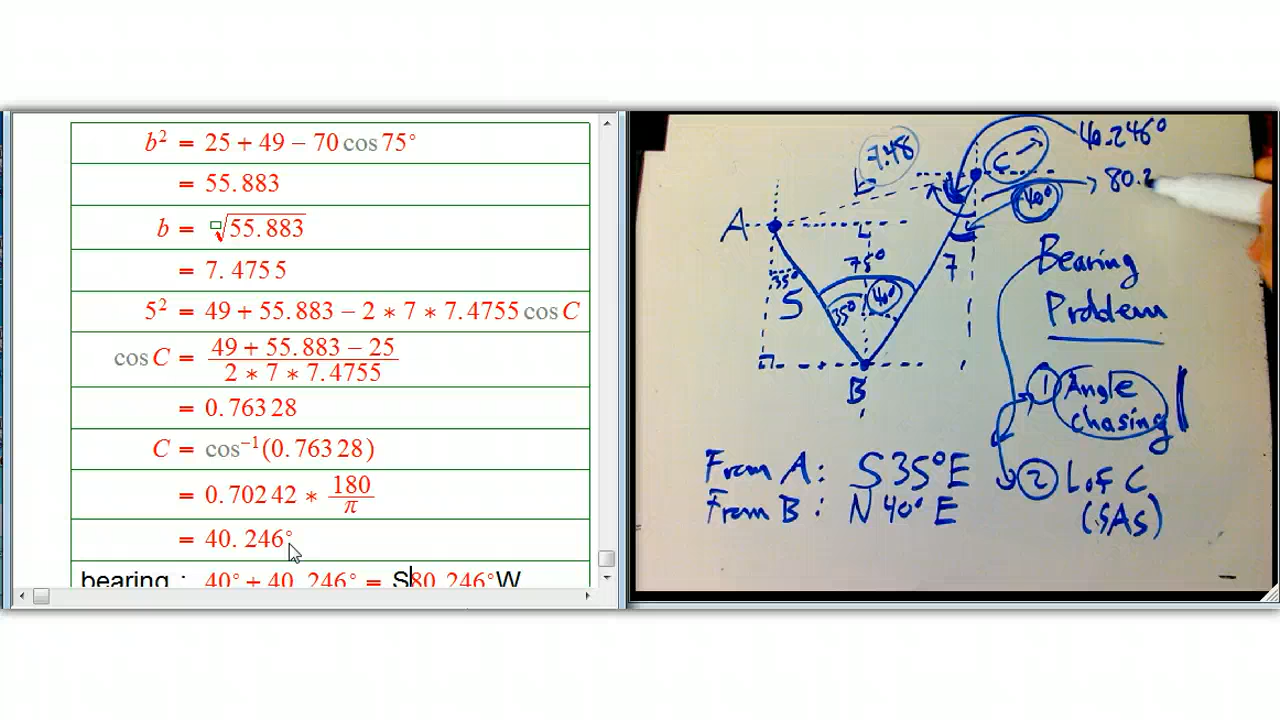 b² = 25 + 49 − 70 cos 75°
= 55.883
b = √55.883
= 7.4755
5² = 49 + 55.883 − 2 * 7 * 7.4755 cos C
cos C = (49 + 55.883 − 25) / (2 * 7 * 7.4755)
= 0.76328
C = cos⁻¹(0.76328)
= 0.70242 * 180/π
= 40.246°
bearing : 40° + 40.246° = S80.246°W
7.48
b
C
40.246°
80.2
40°
A
75°
35°
5
35°
40°
7
B
Bearing
Problem
1 Angle
chasing
From A: S35°E
From B: N40°E
2 L of C
(SAS)